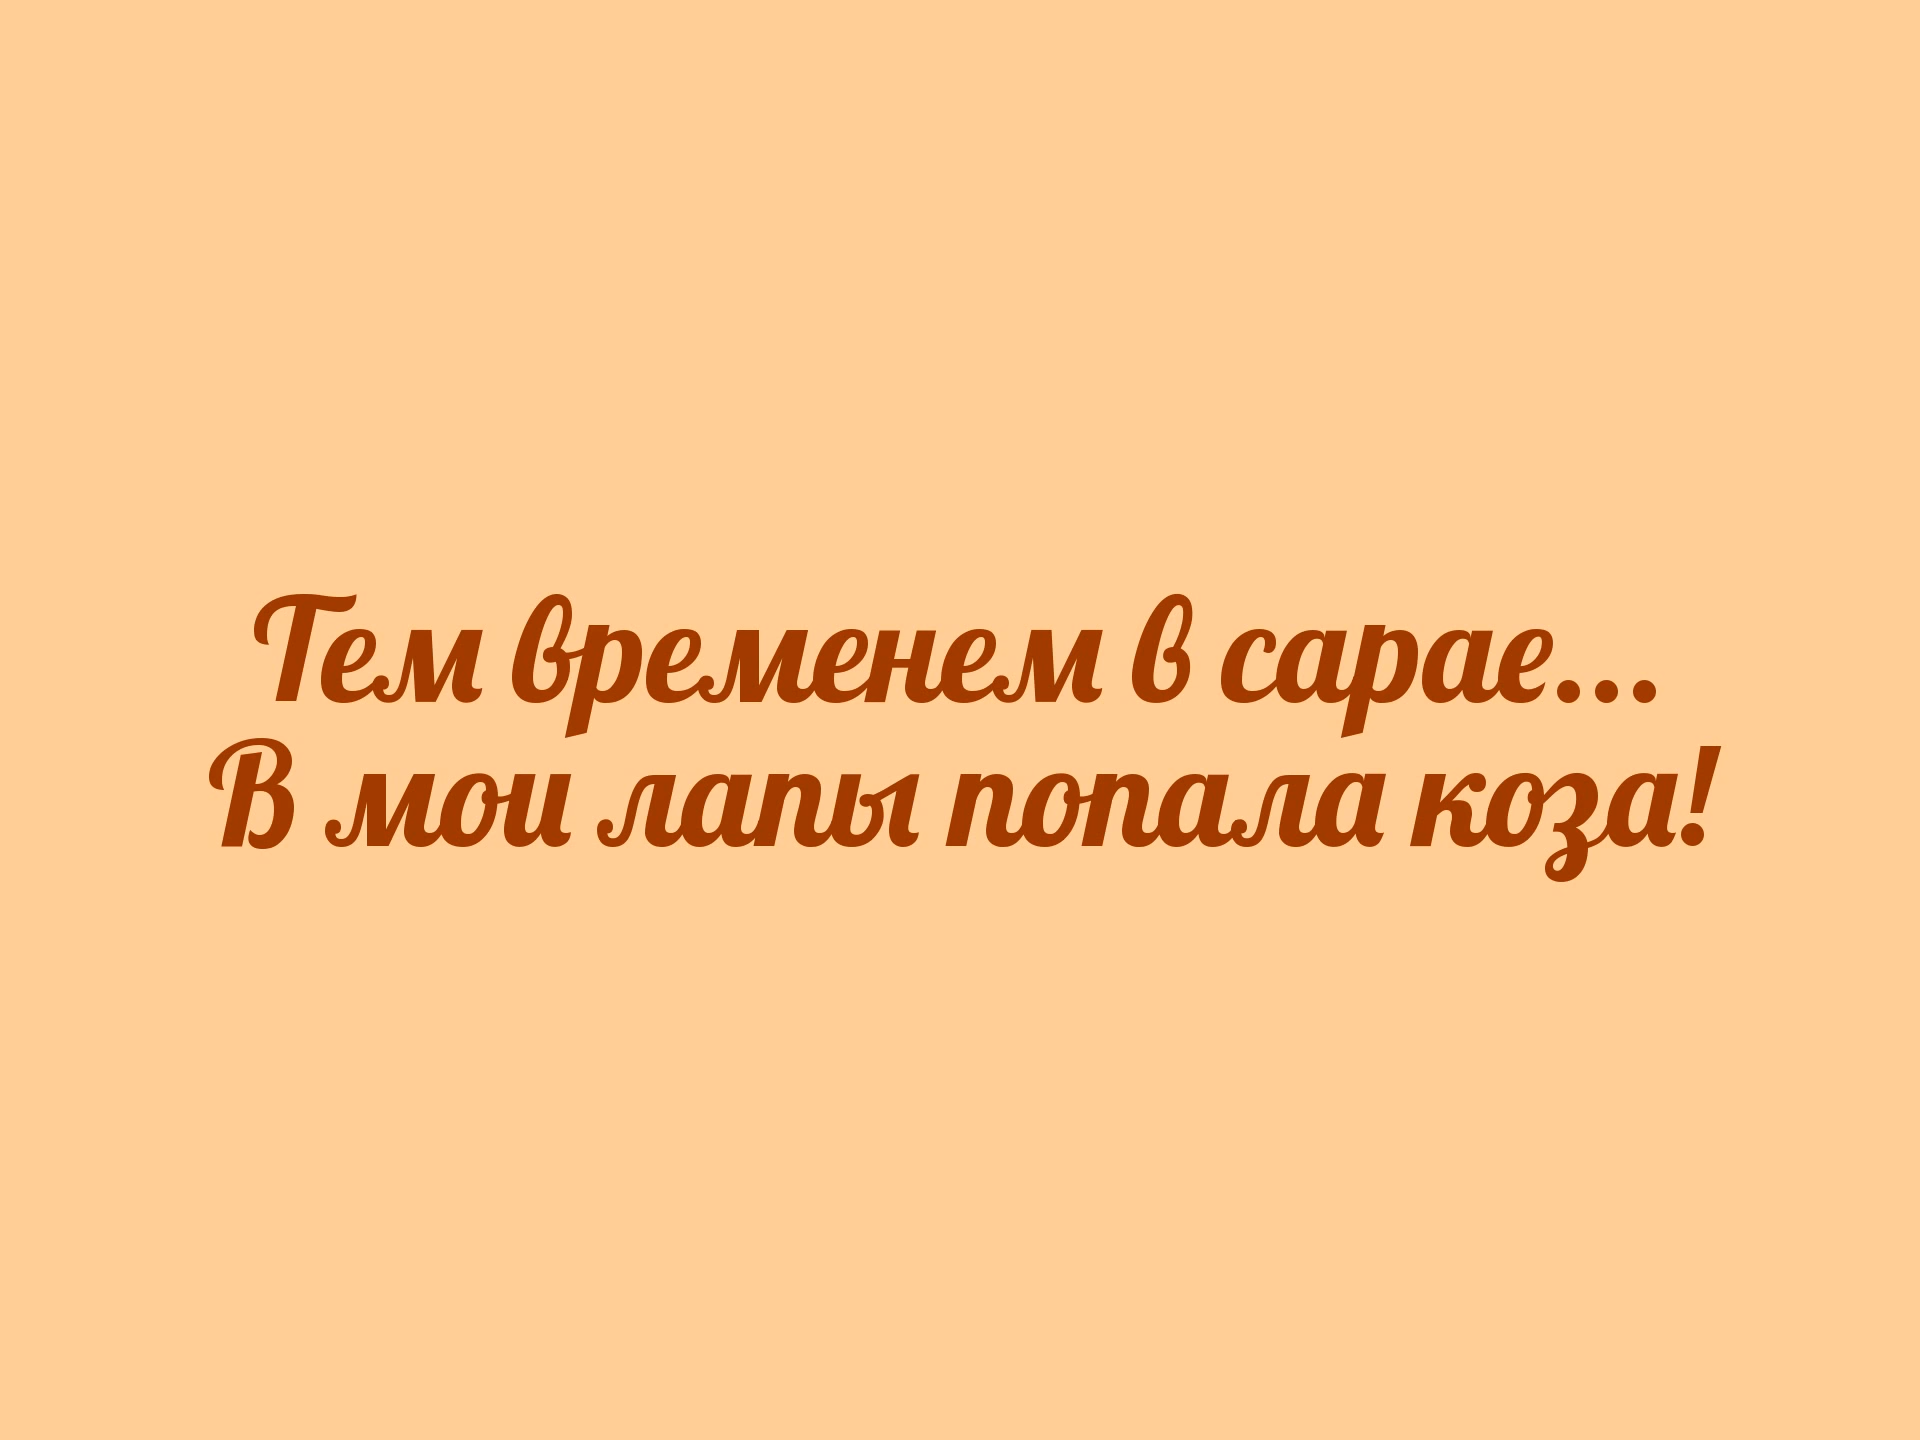 Тем временем в сарае...
В мои лапы попала коза!